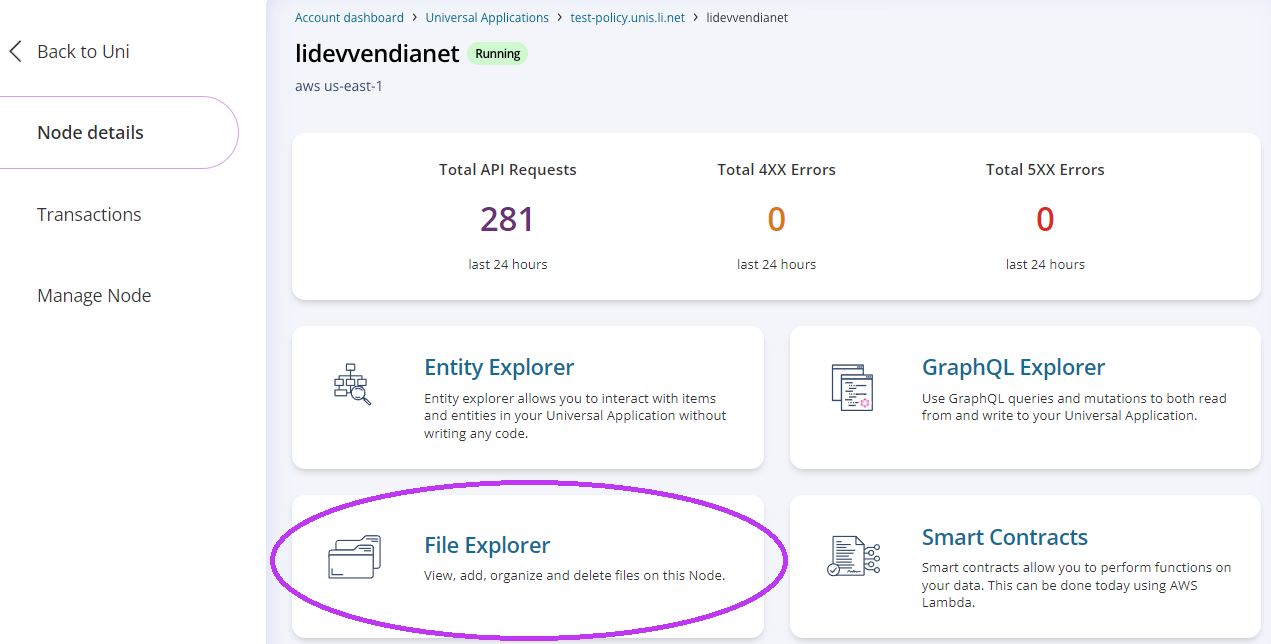 Account dashboard > Universal Applications > test-policy.unis.li.net > lidevvendianet
Back to Uni
lidevvendianet Running
aws us-east-1
Node details
Transactions
Manage Node
Total API Requests
281
last 24 hours
Total 4XX Errors
0
last 24 hours
Total 5XX Errors
0
last 24 hours
Entity Explorer
Entity explorer allows you to interact with items
and entities in your Universal Application without
writing any code.
GraphQL Explorer
Use GraphQL queries and mutations to both read
from and write to your Universal Application.
File Explorer
View, add, organize and delete files on this Node.
Smart Contracts
Smart contracts allow you to perform functions on
your data. This can be done today using AWS
Lambda.